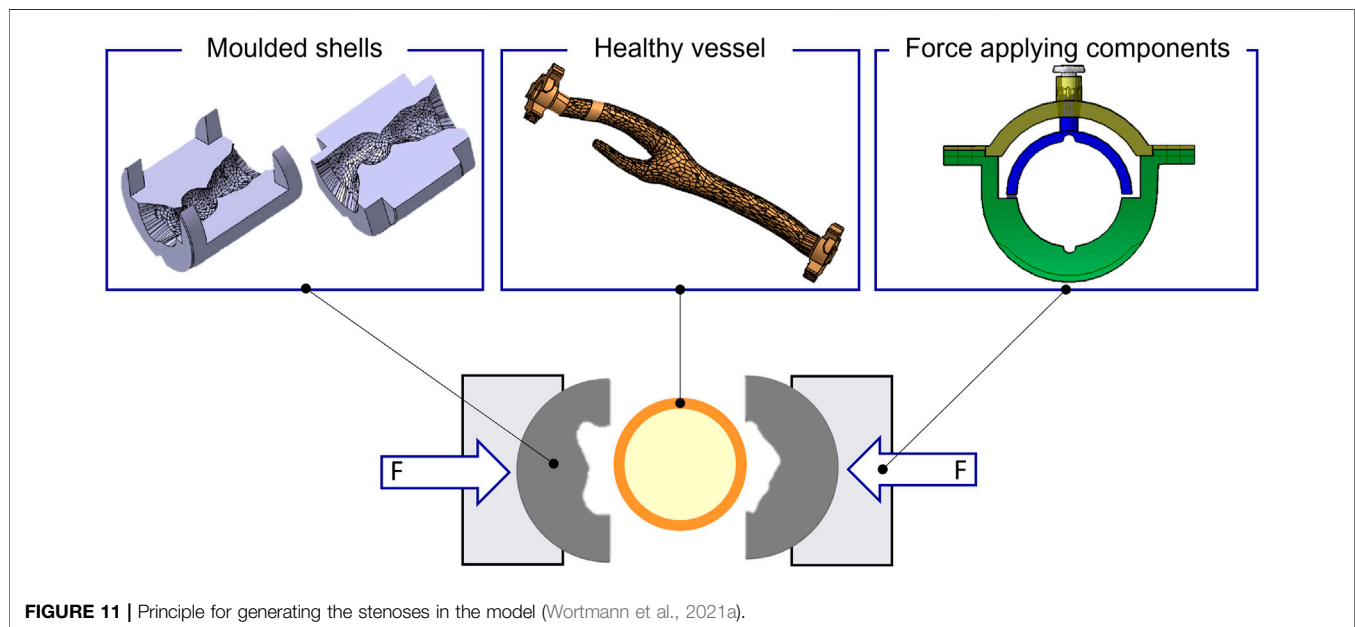 Moulded shells
Healthy vessel
Force applying components
F
F
FIGURE 11 | Principle for generating the stenoses in the model (Wortmann et al., 2021a).